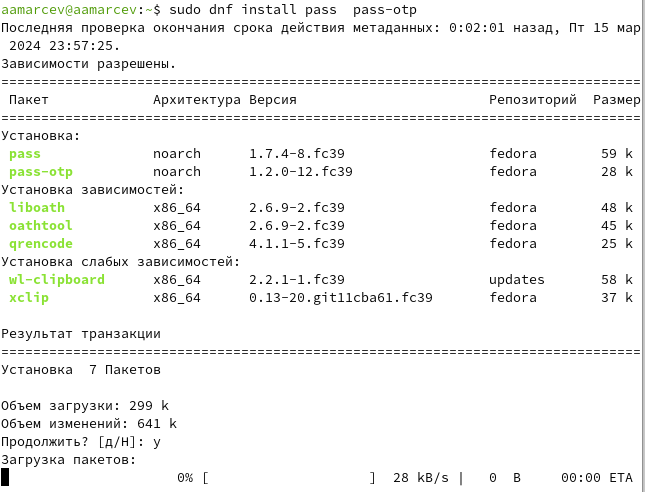 aamarcev@aamarcev:~$ sudo dnf install pass  pass-otp
Последняя проверка окончания срока действия метаданных: 0:02:01 назад, Пт 15 мар
 2024 23:57:25.
Зависимости разрешены.
================================================================================
 Пакет             Архитектура Версия                        Репозиторий  Размер
================================================================================
Установка:
 pass              noarch      1.7.4-8.fc39                  fedora        59 k
 pass-otp          noarch      1.2.0-12.fc39                 fedora        28 k
Установка зависимостей:
 liboath           x86_64      2.6.9-2.fc39                  fedora        48 k
 oathtool          x86_64      2.6.9-2.fc39                  fedora        45 k
 qrencode          x86_64      4.1.1-5.fc39                  fedora        25 k
Установка слабых зависимостей:
 wl-clipboard      x86_64      2.2.1-1.fc39                  updates       58 k
 xclip             x86_64      0.13-20.git11cba61.fc39       fedora        37 k

Результат транзакции
================================================================================
Установка  7 Пакетов

Объем загрузки: 299 k
Объем изменений: 641 k
Продолжить? [д/Н]: y
Загрузка пакетов:
                      0% [                    ]  28 kB/s |   0  B     00:00 ETA